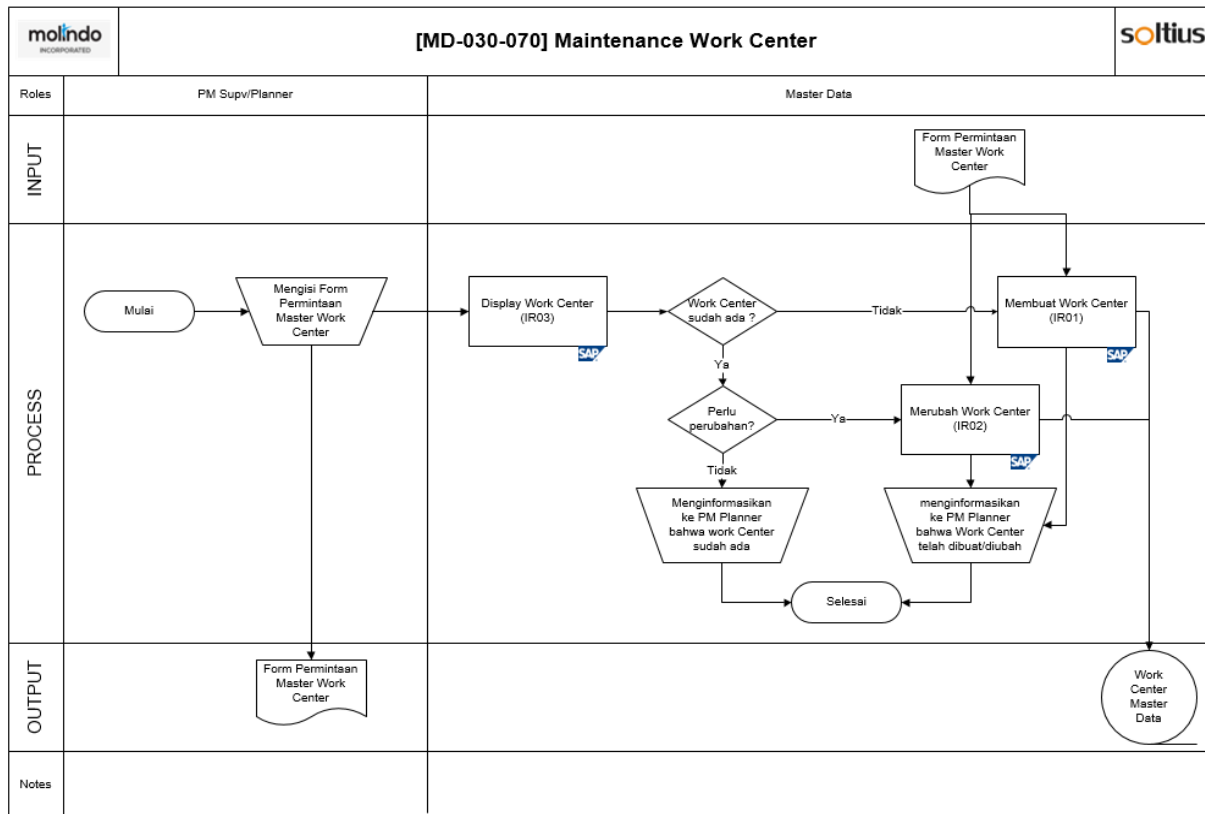 molindo
INCORPORATED
[MD-030-070] Maintenance Work Center
soltius
Roles
PM Supv/Planner
Master Data
INPUT
Form Permintaan
Master Work
Center
PROCESS
Mulai
Mengisi Form
Permintaan
Master Work
Center
Display Work Center
(IR03)
SAP
Work Center
sudah ada ?
Tidak
Membuat Work Center
(IR01)
SAP
Ya
Perlu
perubahan?
Ya
Merubah Work Center
(IR02)
SAP
Tidak
Menginformasikan
ke PM Planner
bahwa work Center
sudah ada
menginformasikan
ke PM Planner
bahwa Work Center
telah dibuat/diubah
Selesai
OUTPUT
Form Permintaan
Master Work
Center
Work
Center
Master
Data
Notes